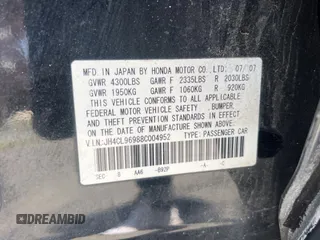 MFD. IN JAPAN BY HONDA MOTOR CO.,LTD. 07/07
GVWR 4300LBS GAWR F 2335LBS R 2030LBS
GVWR 1950KG GAWR F 1060KG R 920KG
THIS VEHICLE CONFORMS TO ALL APPLICABLE
FEDERAL MOTOR VEHICLE SAFETY, BUMPER,
AND THEFT PREVENTION STANDARDS IN EFFECT
ON THE DATE OF MANUFACTURE SHOWN ABOVE.
V.I.N: JH4CL96988C004952 TYPE: PASSENGER CAR
B92P
DREAMBID